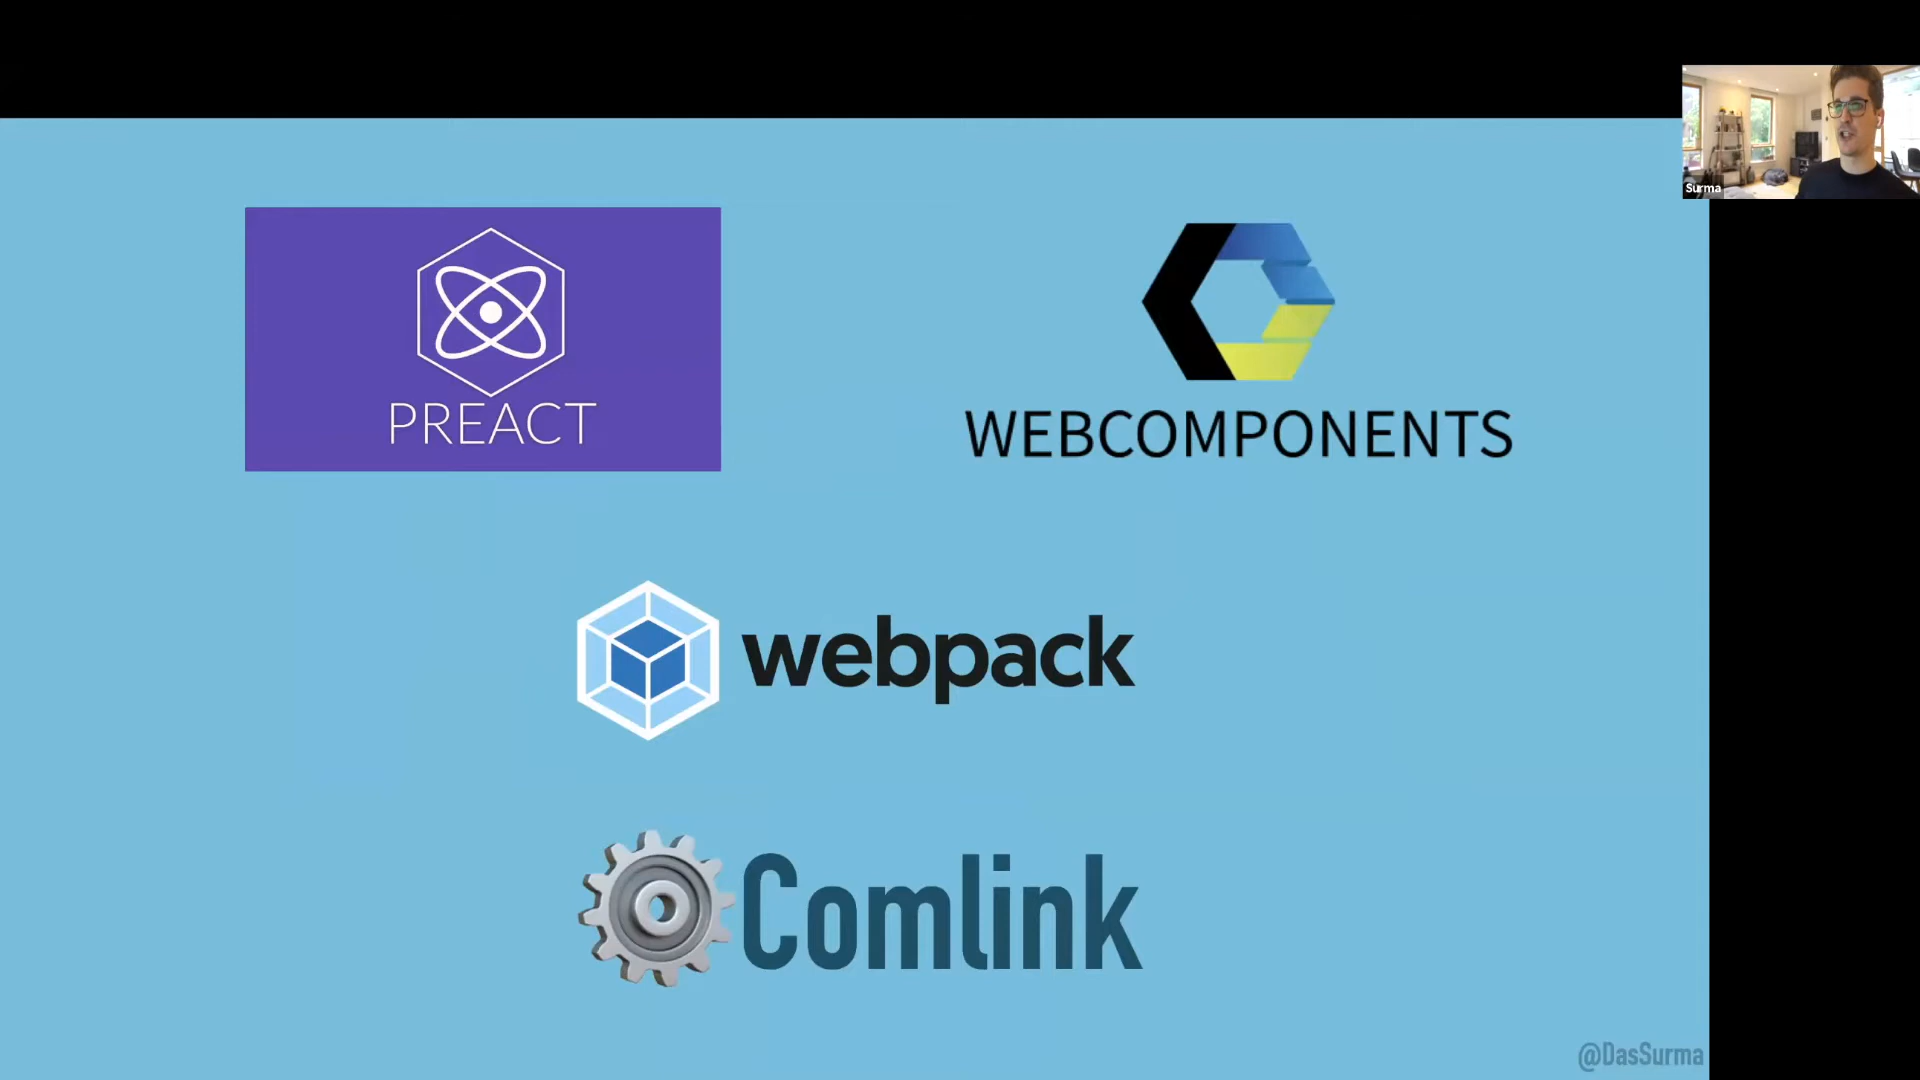 Surma
PREACT
WEBCOMPONENTS
webpack
Comlink
@DasSurma